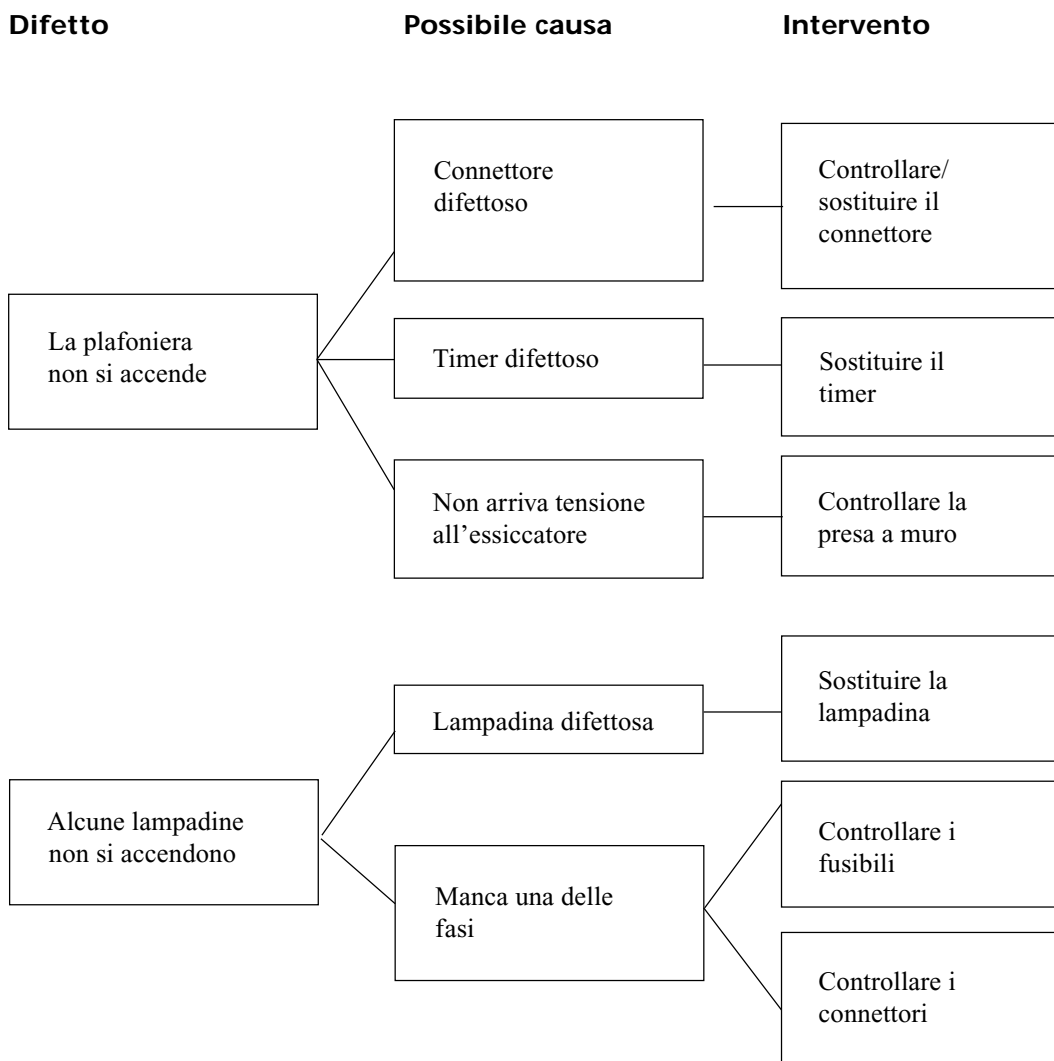 Difetto Possibile causa Intervento
La plafoniera
non si accende
Connettore
difettoso
Controllare/
sostituire il
connettore
Timer difettoso
Sostituire il
timer
Non arriva tensione
all’essiccatore
Controllare la
presa a muro
Alcune lampadine
non si accendono
Lampadina difettosa
Sostituire la
lampadina
Manca una delle
fasi
Controllare i
fusibili
Controllare i
connettori